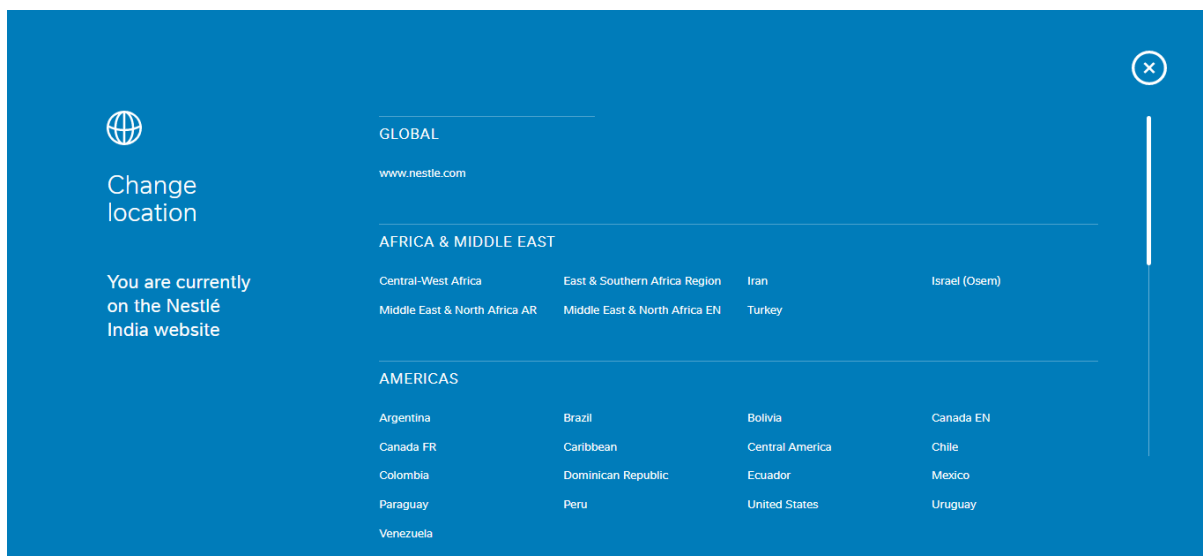 Change
location
You are currently
on the Nestlé
India website
GLOBAL
www.nestle.com
AFRICA & MIDDLE EAST
Central-West Africa East & Southern Africa Region Iran Israel (Osem)
Middle East & North Africa AR Middle East & North Africa EN Turkey
AMERICAS
Argentina Brazil Bolivia Canada EN
Canada FR Caribbean Central America Chile
Colombia Dominican Republic Ecuador Mexico
Paraguay Peru United States Uruguay
Venezuela